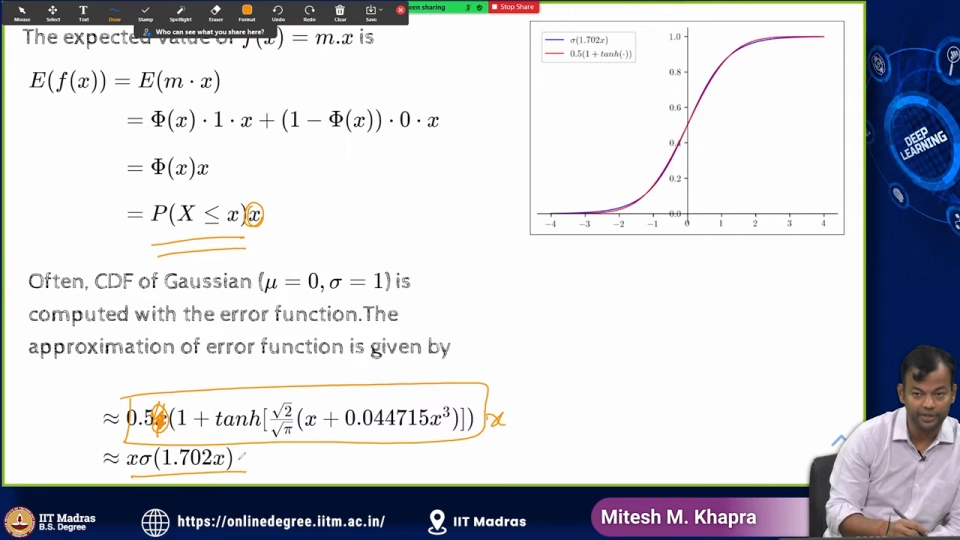 Mouse Select Text Draw Stamp Spotlight Eraser Format Undo Redo Clear Save
een sharing Stop Share
Who can see what you share here?
The expected value of f(x) = m.x is
E(f(x)) = E(m · x)
= Φ(x) · 1 · x + (1 − Φ(x)) · 0 · x
= Φ(x)x
= P(X ≤ x)x
Often, CDF of Gaussian (μ = 0, σ = 1) is
computed with the error function.The
approximation of error function is given by
≈ 0.5x(1 + tanh[√2/√π(x + 0.044715x³)]) x
≈ xσ(1.702x)
σ(1.702x)
0.5(1 + tanh(·))
1.0
0.8
0.6
0.4
0.2
0.0
−4 −3 −2 −1 0 1 2 3 4
DEEP
LEARNING
IIT Madras
B.S. Degree
https://onlinedegree.iitm.ac.in/
IIT Madras
Mitesh M. Khapra